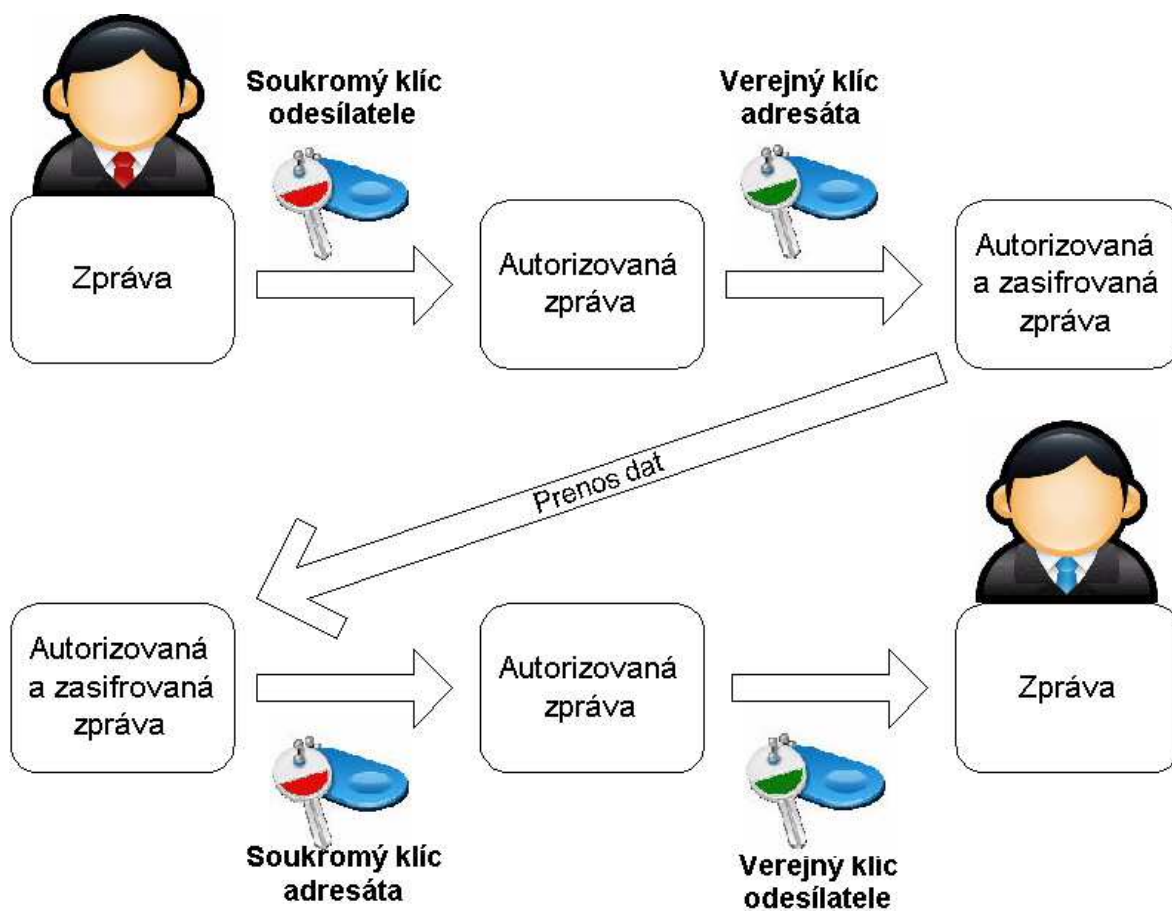 Soukromý klíc
odesílatele
Verejný klíc
adresáta
Zpráva
Autorizovaná
zpráva
Autorizovaná
a zasifrovaná
zpráva
Prenos dat
Autorizovaná
a zasifrovaná
zpráva
Autorizovaná
zpráva
Zpráva
Soukromý klíc
adresáta
Verejný klíc
odesílatele